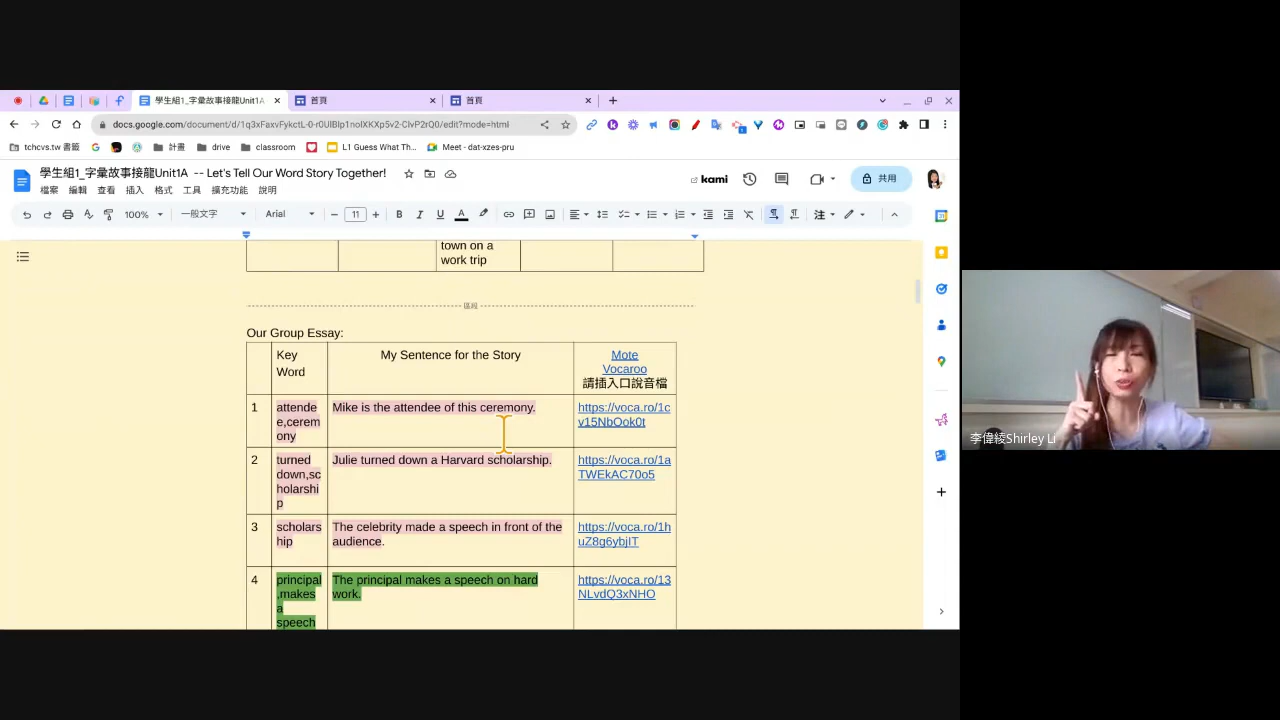 學生組1_字彙故事接龍Unit1A
首頁
首頁
docs.google.com/document/d/1q3xFaxvFykctL-0-r0UIBIp1noIXKXp5v2-CivP2rQ0/edit?mode=html
tchcvs.tw 書籤
計畫
drive
classroom
L1 Guess What Th...
Meet - dat-xzes-pru
學生組1_字彙故事接龍Unit1A -- Let's Tell Our Word Story Together!
kami
共用
檔案 編輯 查看 插入 格式 工具 擴充功能 說明
100% 一般文字 Arial 11 B I U A 注
town on a
work trip
區段
Our Group Essay:
Key
Word
My Sentence for the Story
Mote
Vocaroo
請插入口說音檔
1
attende
e,cerem
ony
Mike is the attendee of this ceremony.
https://voca.ro/1c
v15NbOok0t
2
turned
down,sc
holarshi
p
Julie turned down a Harvard scholarship.
https://voca.ro/1a
TWEkAC70o5
3
scholars
hip
The celebrity made a speech in front of the
audience.
https://voca.ro/1h
uZ8g6ybjIT
4
principal
,makes
a
speech
The principal makes a speech on hard
work.
https://voca.ro/13
NLvdQ3xNHO
李偉綾Shirley Li